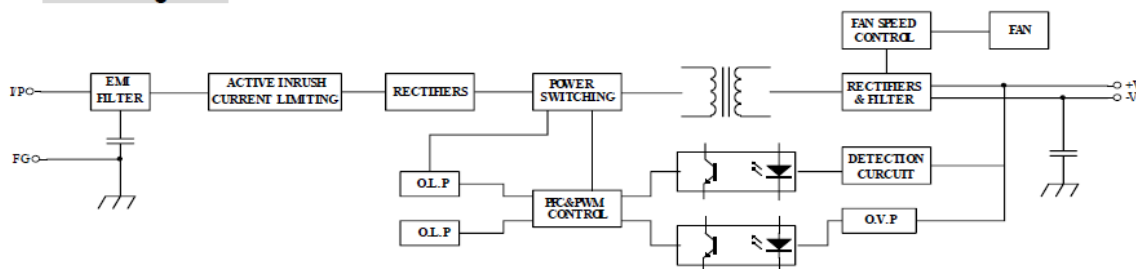 FAN SPEED
CONTROL
FAN
I/P
EMI
FILTER
ACTIVE INRUSH
CURRENT LIMITING
RECTIFIERS
POWER
SWITCHING
RECTIFIERS
& FILTER
+V
-V
FG
O.L.P
PFC&PWM
CONTROL
DETECTION
CURCUIT
O.L.P
O.V.P